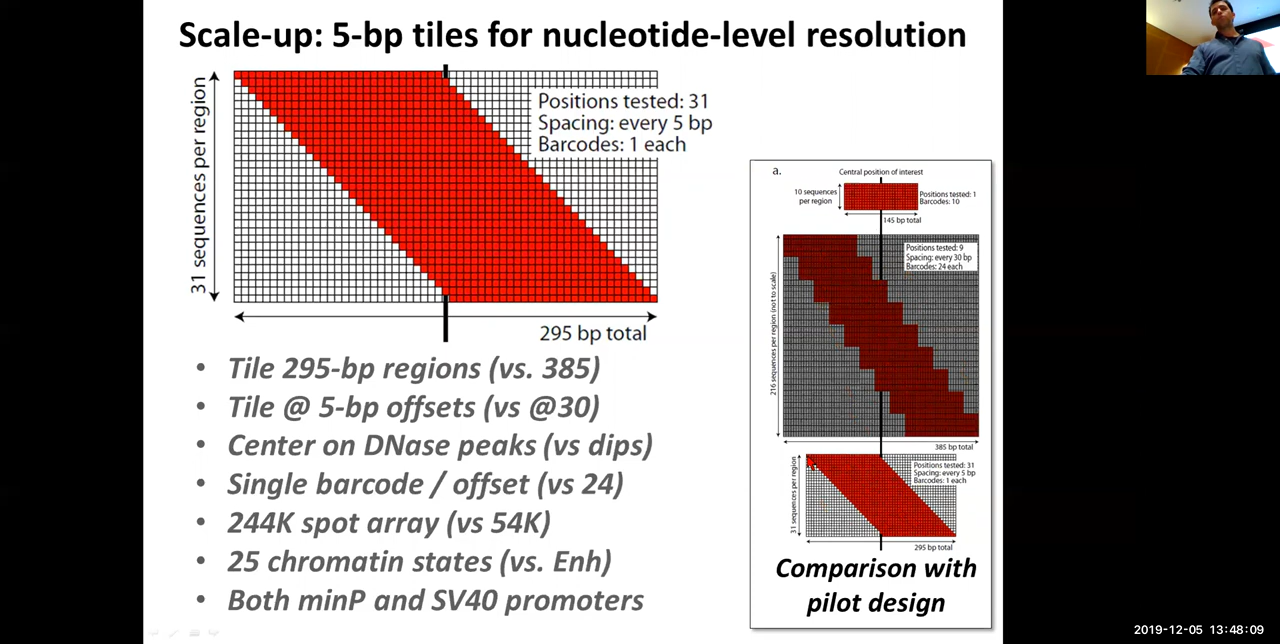 Scale-up: 5-bp tiles for nucleotide-level resolution
31 sequences per region
Positions tested: 31
Spacing: every 5 bp
Barcodes: 1 each
295 bp total
• Tile 295-bp regions (vs. 385)
• Tile @ 5-bp offsets (vs @30)
• Center on DNase peaks (vs dips)
• Single barcode / offset (vs 24)
• 244K spot array (vs 54K)
• 25 chromatin states (vs. Enh)
• Both minP and SV40 promoters
a.
Central position of interest
10 sequences
per region
Positions tested: 1
Barcodes: 10
145 bp total
216 sequences per region (not to scale)
Positions tested: 9
Spacing: every 30 bp
Barcodes: 24 each
385 bp total
31 sequences per region
Positions tested: 31
Spacing: every 5 bp
Barcodes: 1 each
295 bp total
Comparison with
pilot design
2019-12-05 13:48:09